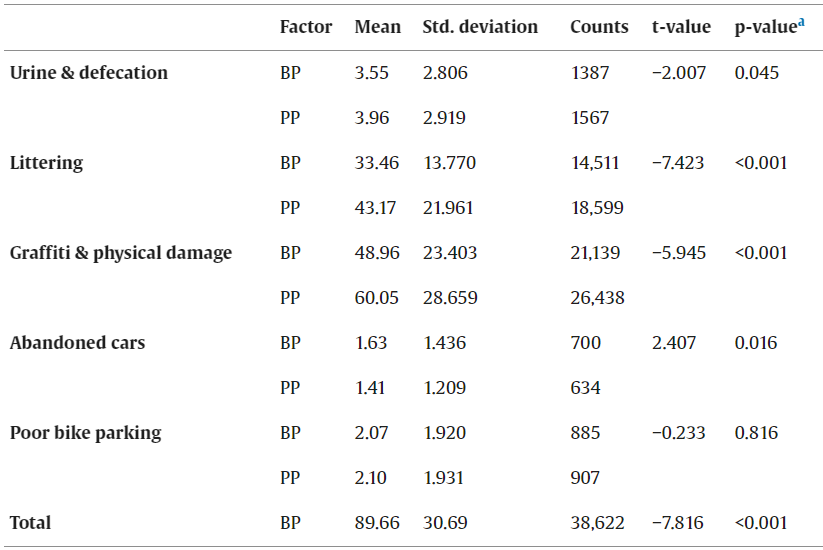 Factor Mean Std. deviation Counts t-value p-valueᵃ
Urine & defecation BP 3.55 2.806 1387 −2.007 0.045
PP 3.96 2.919 1567
Littering BP 33.46 13.770 14,511 −7.423 <0.001
PP 43.17 21.961 18,599
Graffiti & physical damage BP 48.96 23.403 21,139 −5.945 <0.001
PP 60.05 28.659 26,438
Abandoned cars BP 1.63 1.436 700 2.407 0.016
PP 1.41 1.209 634
Poor bike parking BP 2.07 1.920 885 −0.233 0.816
PP 2.10 1.931 907
Total BP 89.66 30.69 38,622 −7.816 <0.001